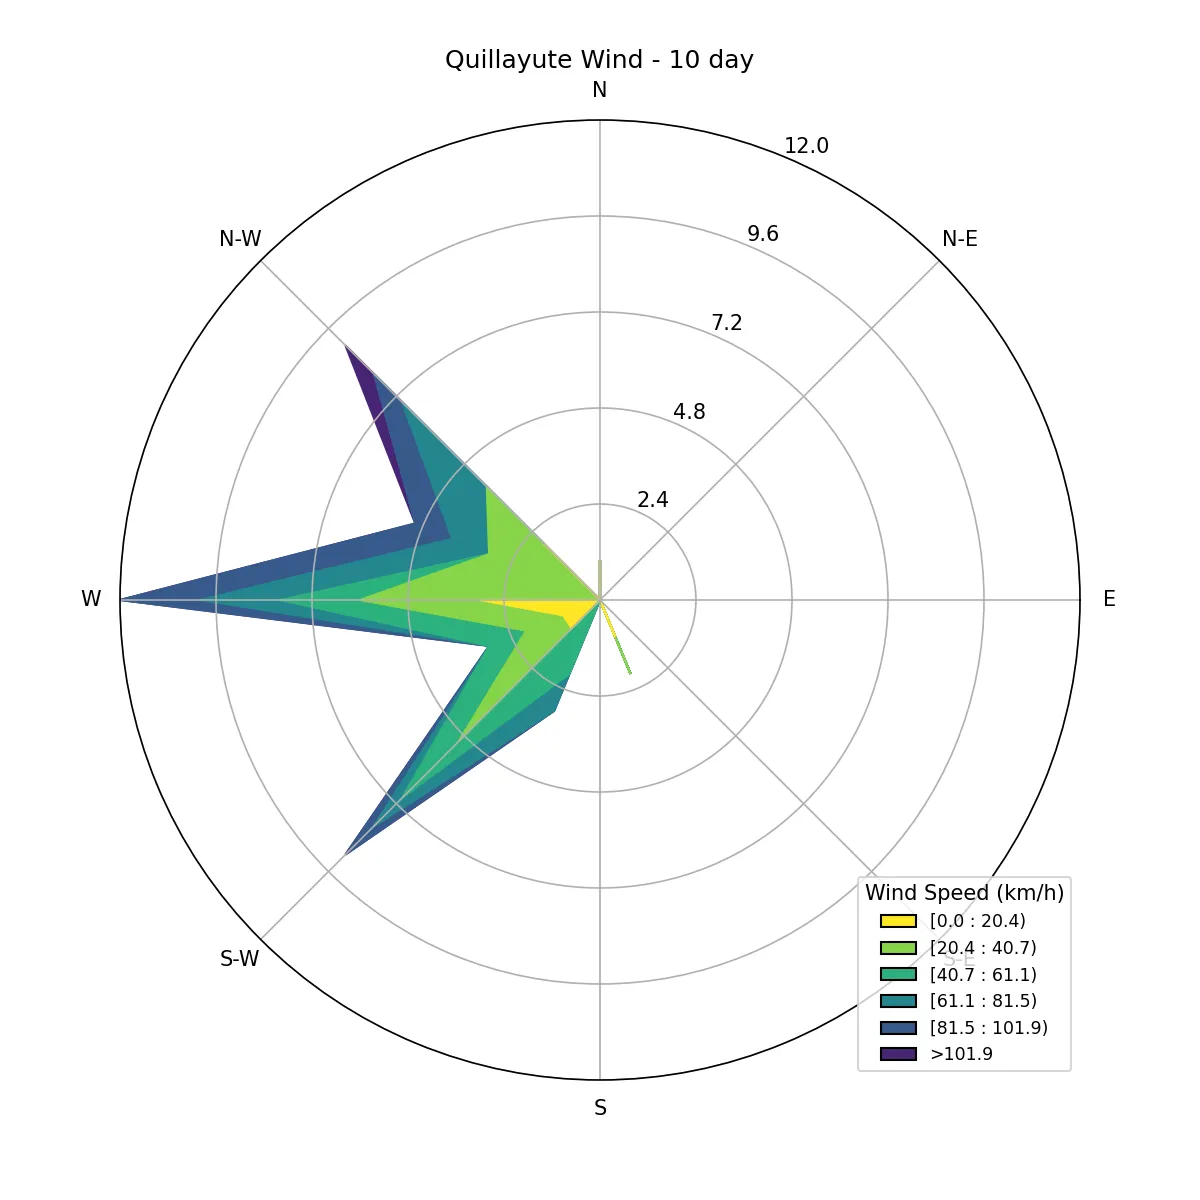 Quillayute Wind - 10 day
N
12.0
N-W
9.6
N-E
7.2
4.8
2.4
W
E
S-W
S-E
S
Wind Speed (km/h)
[0.0 : 20.4)
[20.4 : 40.7)
[40.7 : 61.1)
[61.1 : 81.5)
[81.5 : 101.9)
>101.9